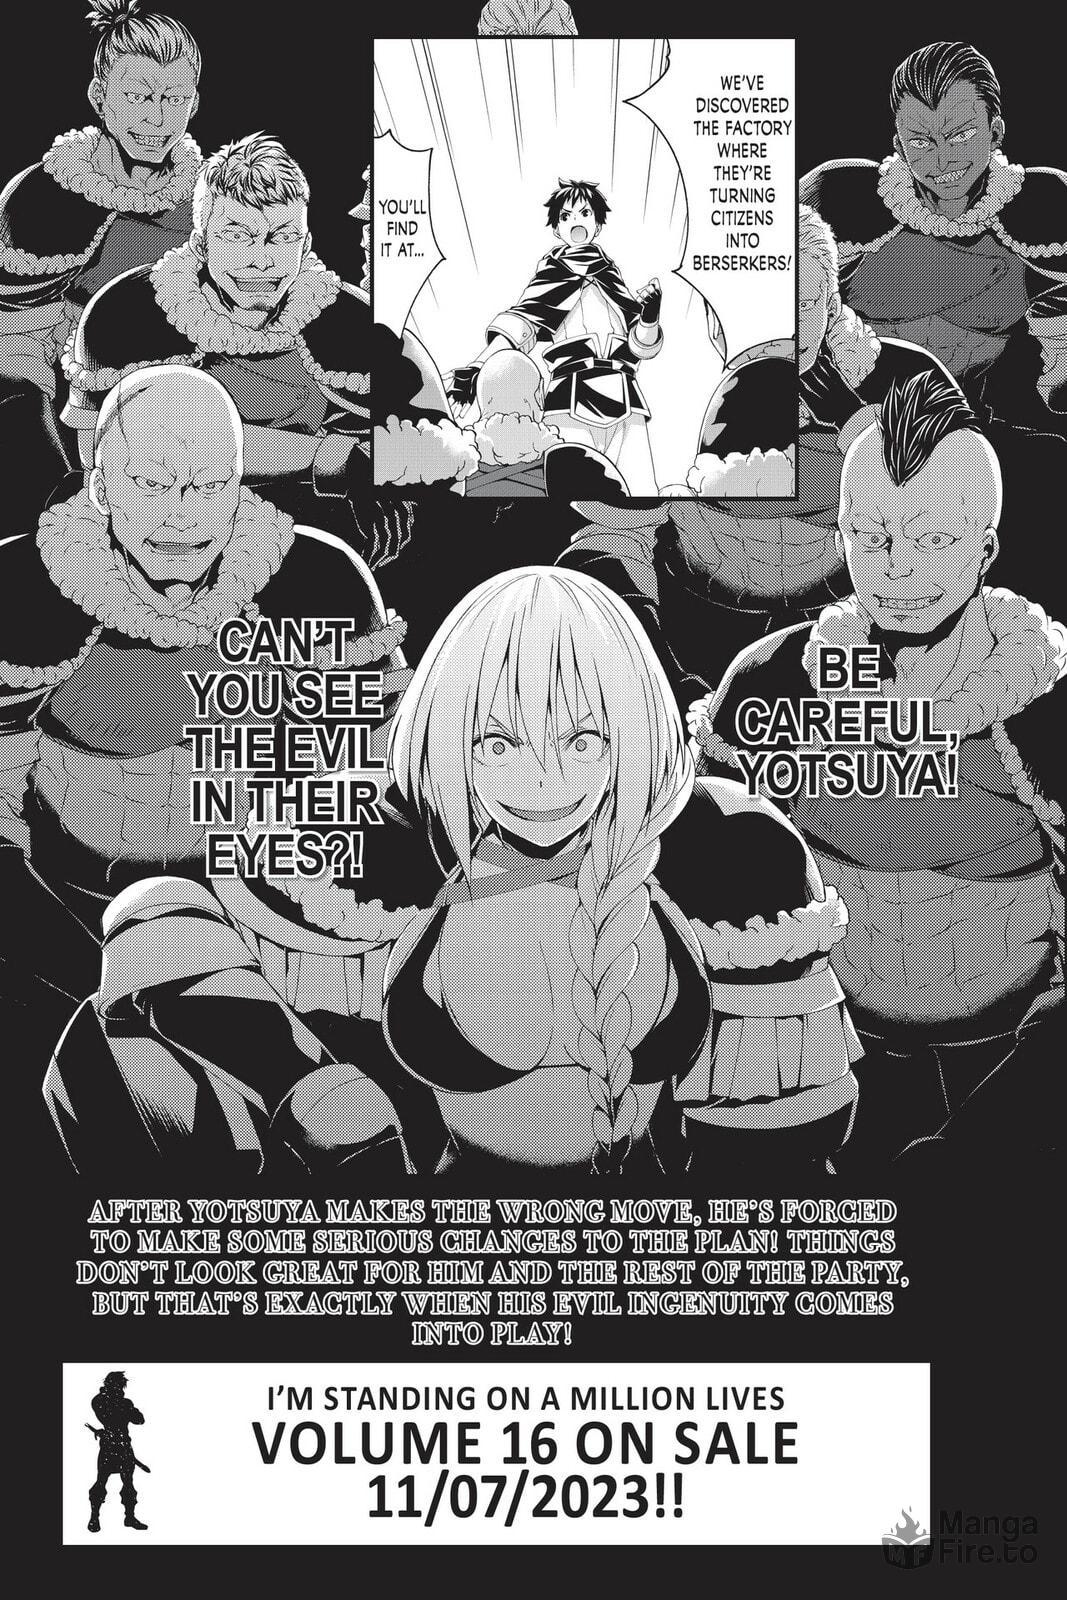 WE'VE
DISCOVERED
THE FACTORY
WHERE
THEY'RE
TURNING
CITIZENS
INTO
BERSERKERS!
YOU'LL
FIND
IT AT...
BE
CAREFUL,
YOTSUYA!
CAN'T
YOU SEE
THE EVIL
IN THEIR
EYES?!
AFTER YOTSUYA MAKES THE WRONG MOVE, HE'S FORCED
TO MAKE SOME SERIOUS CHANGES TO THE PLAN! THINGS
DON'T LOOK GREAT FOR HIM AND THE REST OF THE PARTY,
BUT THAT'S EXACTLY WHEN HIS EVIL INGENUITY COMES
INTO PLAY!
I'M STANDING ON A MILLION LIVES
VOLUME 16 ON SALE
11/07/2023!!
MF
Manga
Fire.to